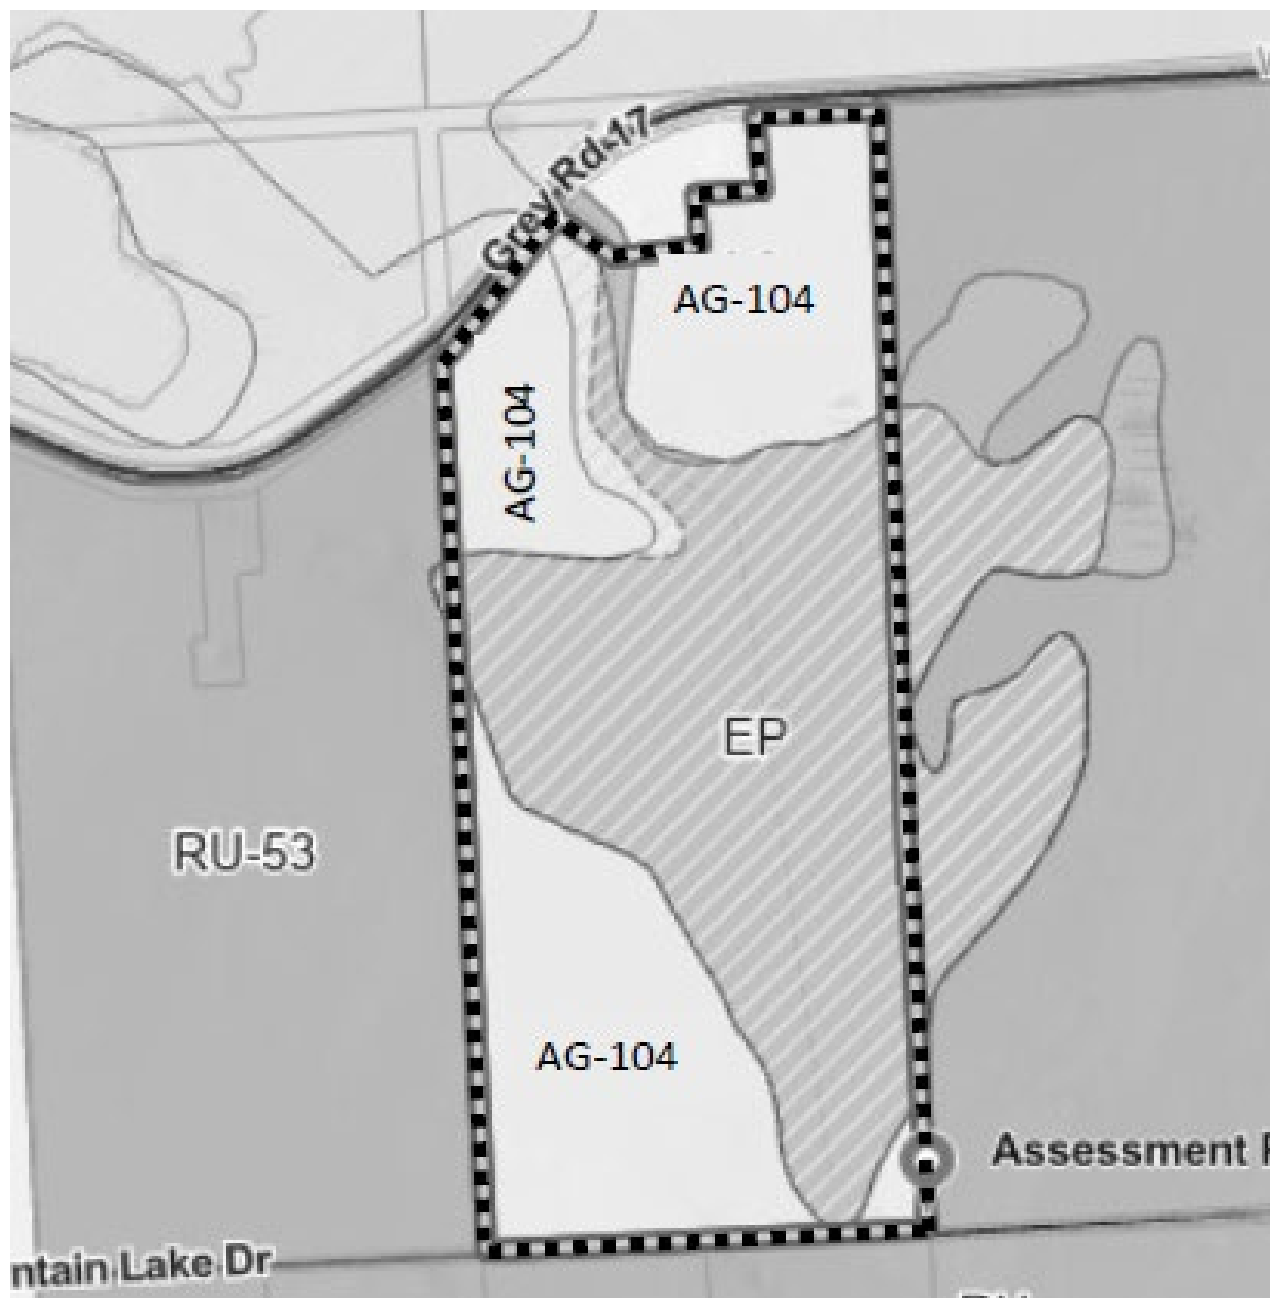 Grey Rd 17
AG-104
AG-104
EP
RU-53
AG-104
Assessment
ntain Lake Dr